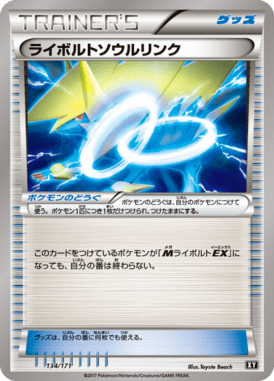 TRAINER'S
グッズ
ライボルトソウルリンク
ポケモンのどうぐ
ポケモンのどうぐは、自分のポケモンにつけて
使う。ポケモン1匹につき1枚だけつけられ、つけたままにする。
このカードをつけているポケモンが「MライボルトEX」に
なっても、自分の番は終わらない。
グッズは、自分の番に何枚でも使える。
134/171
Illus.Toyste Beach
XY
©2017 Pokémon/Nintendo/Creatures/GAME FREAK.